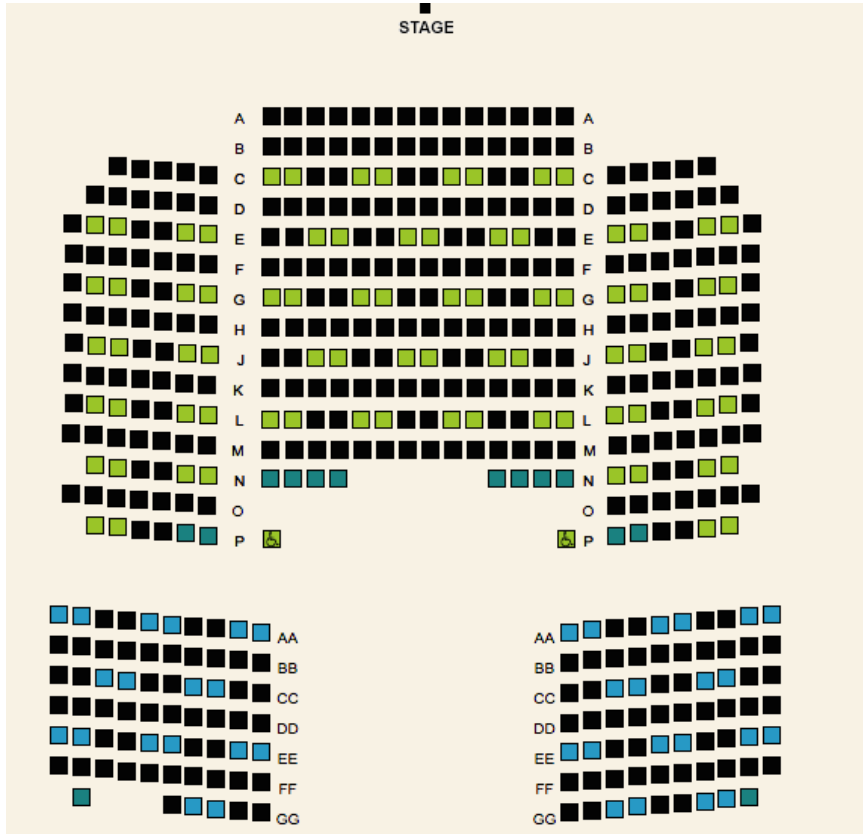 STAGE
A A
B B
C C
D D
E E
F F
G G
H H
J J
K K
L L
M M
N N
O O
P P
AA AA
BB BB
CC CC
DD DD
EE EE
FF FF
GG GG